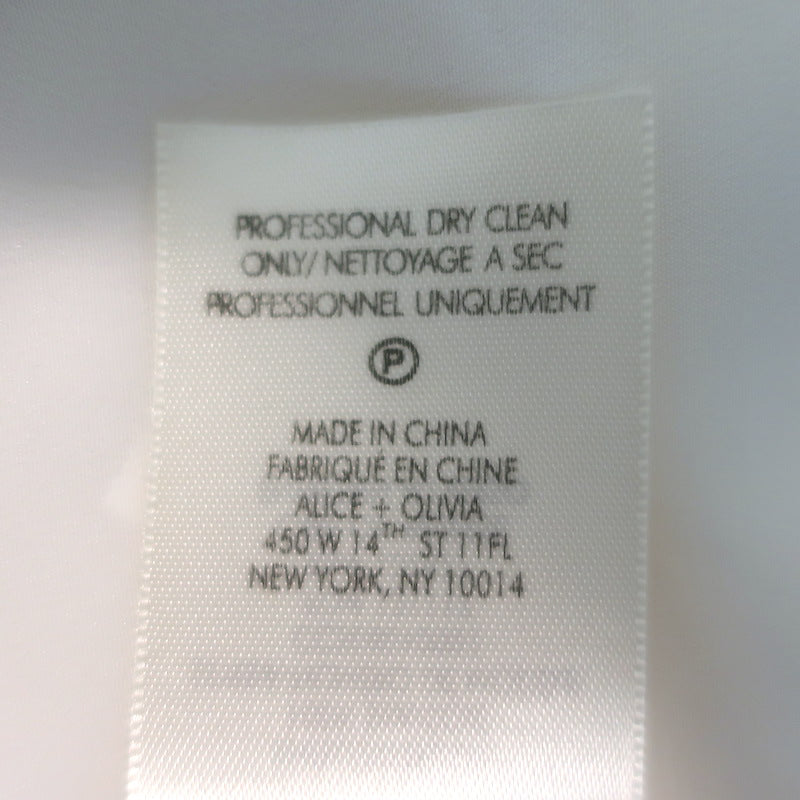 PROFESSIONAL DRY CLEAN
ONLY/ NETTOYAGE A SEC
PROFESSIONNEL UNIQUEMENT
P
MADE IN CHINA
FABRIQUÉ EN CHINE
ALICE + OLIVIA
450 W 14TH ST 11FL
NEW YORK, NY 10014